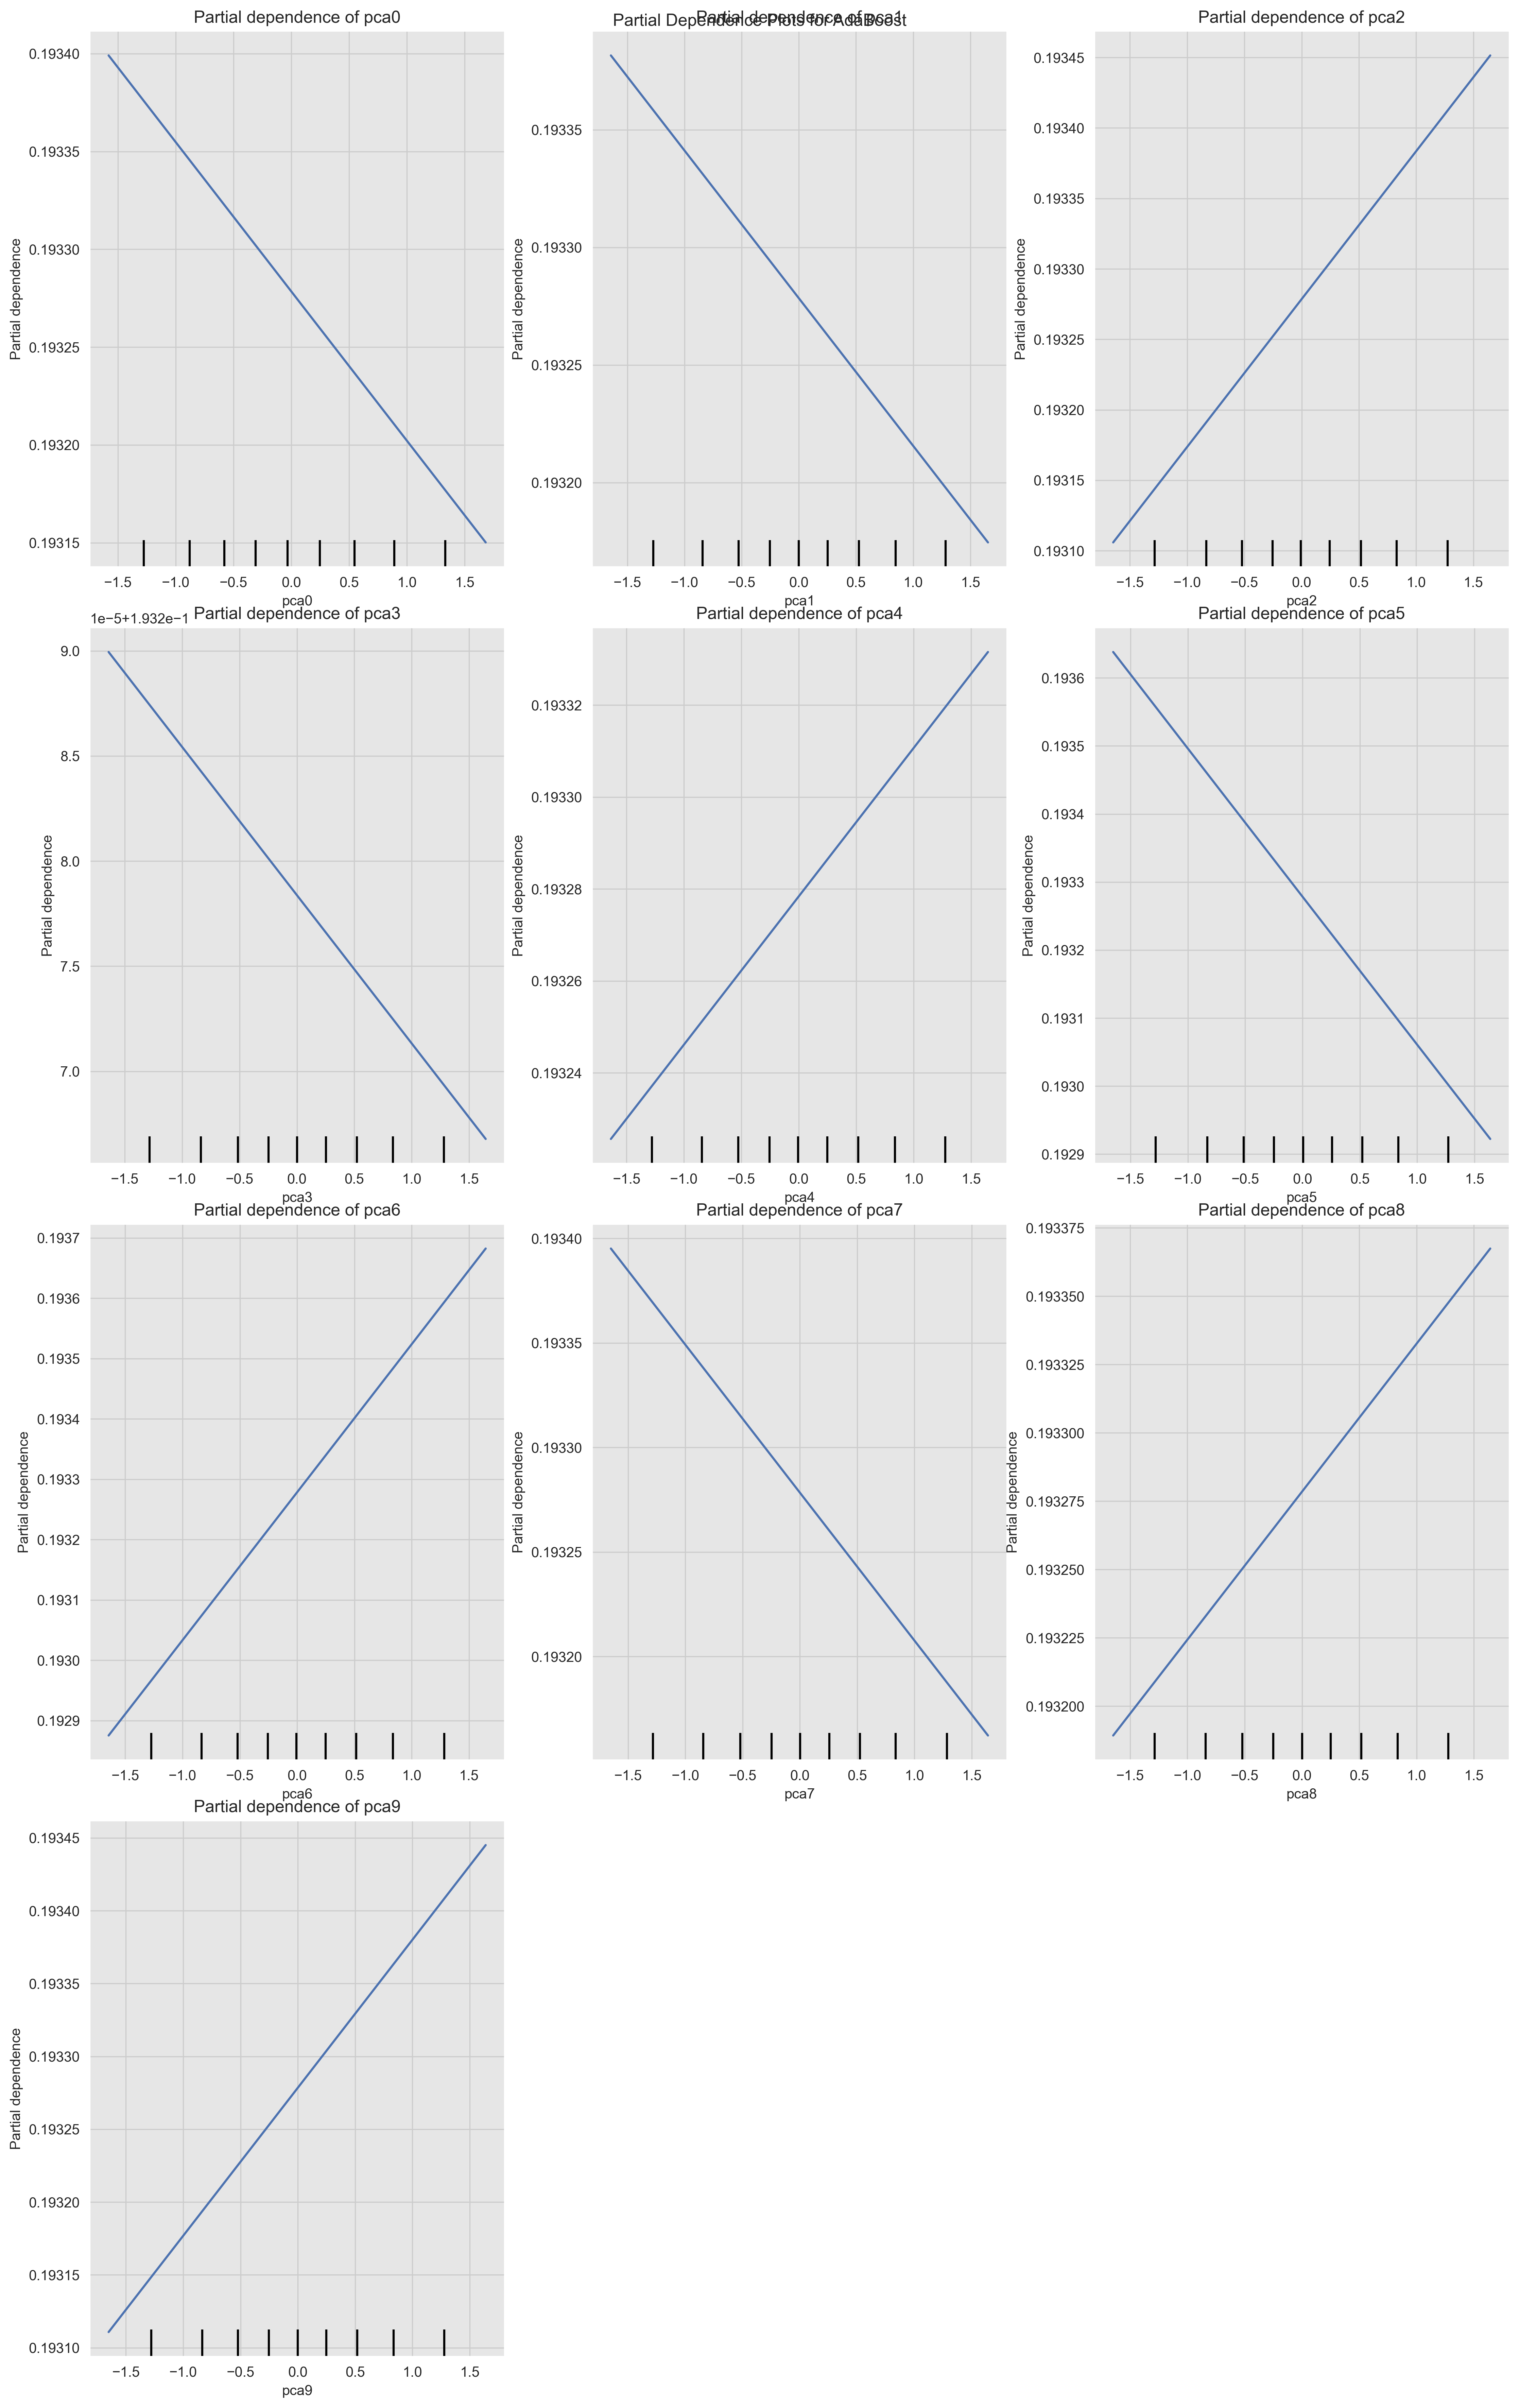 Partial Dependence Plots for AdaBoost
Partial dependence of pca0
Partial dependence of pca1
Partial dependence of pca2
0.19340
0.19335
0.19330
0.19325
0.19320
0.19315
Partial dependence
−1.5 −1.0 −0.5 0.0 0.5 1.0 1.5
pca0
0.19335
0.19330
0.19325
0.19320
Partial dependence
−1.5 −1.0 −0.5 0.0 0.5 1.0 1.5
pca1
0.19345
0.19340
0.19335
0.19330
0.19325
0.19320
0.19315
0.19310
Partial dependence
−1.5 −1.0 −0.5 0.0 0.5 1.0 1.5
pca2
Partial dependence of pca3
1e−5+1.932e−1
9.0
8.5
8.0
7.5
7.0
Partial dependence
−1.5 −1.0 −0.5 0.0 0.5 1.0 1.5
pca3
Partial dependence of pca4
0.19332
0.19330
0.19328
0.19326
0.19324
Partial dependence
−1.5 −1.0 −0.5 0.0 0.5 1.0 1.5
pca4
Partial dependence of pca5
0.1936
0.1935
0.1934
0.1933
0.1932
0.1931
0.1930
0.1929
Partial dependence
−1.5 −1.0 −0.5 0.0 0.5 1.0 1.5
pca5
Partial dependence of pca6
0.1937
0.1936
0.1935
0.1934
0.1933
0.1932
0.1931
0.1930
0.1929
Partial dependence
−1.5 −1.0 −0.5 0.0 0.5 1.0 1.5
pca6
Partial dependence of pca7
0.19340
0.19335
0.19330
0.19325
0.19320
Partial dependence
−1.5 −1.0 −0.5 0.0 0.5 1.0 1.5
pca7
Partial dependence of pca8
0.193375
0.193350
0.193325
0.193300
0.193275
0.193250
0.193225
0.193200
Partial dependence
−1.5 −1.0 −0.5 0.0 0.5 1.0 1.5
pca8
Partial dependence of pca9
0.19345
0.19340
0.19335
0.19330
0.19325
0.19320
0.19315
0.19310
Partial dependence
−1.5 −1.0 −0.5 0.0 0.5 1.0 1.5
pca9